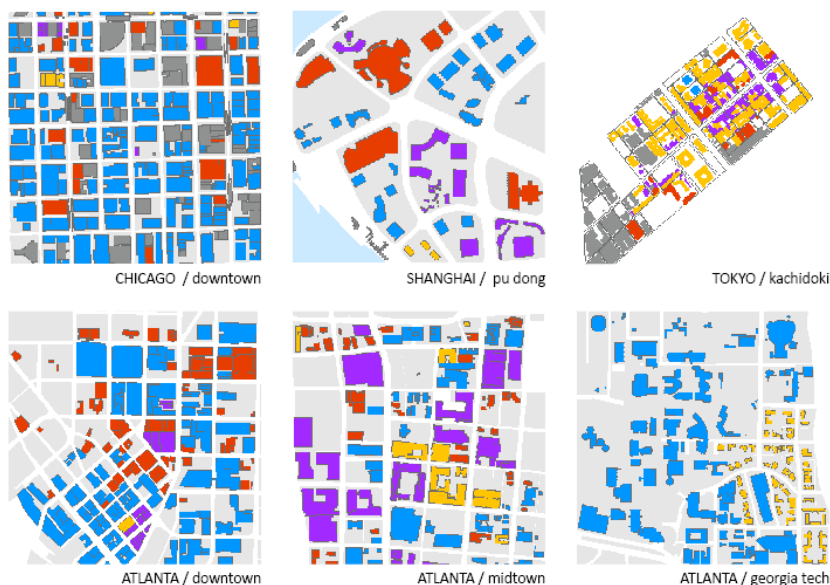 CHICAGO / downtown
SHANGHAI / pu dong
TOKYO / kachidoki
ATLANTA / downtown
ATLANTA / midtown
ATLANTA / georgia tech